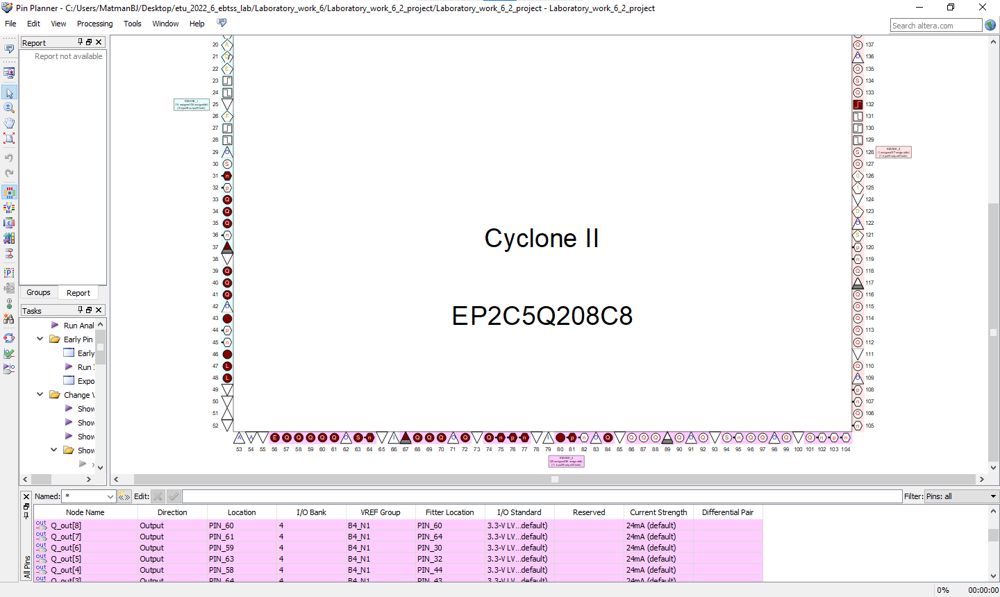 Pin Planner - C:/Users/MatmanBJ/Desktop/etu_2022_6_ebtss_lab/Laboratory_work_6/Laboratory_work_6_2_project/Laboratory_work_6_2_project - Laboratory_work_6_2_project
File Edit View Processing Tools Window Help
Search altera.com
Report
Report not available
Groups Report
Tasks
Run Anal
Early Pin
Early
Run I
Expo
Change V
Show
Show
Show
Show
20
21
22
23
24
25
26
27
28
29
30
31
32
33
34
35
36
37
38
39
40
41
42
43
44
45
46
47
48
49
50
51
52
IOBANK_1
Cyclone II
EP2C5Q208C8
137
136
135
134
133
132
131
130
129
128
127
126
125
124
123
122
121
120
119
118
117
116
115
114
113
112
111
110
109
108
107
106
105
IOBANK_3
53 54 55 56 57 58 59 60 61 62 63 64 65 66 67 68 69 70 71 72 73 74 75 76 77 78 79 80 81 82 83 84 85 86 87 88 89 90 91 92 93 94 95 96 97 98 99 100 101 102 103 104
IOBANK_4
Named: * Edit: Filter: Pins: all
Node Name Direction Location I/O Bank VREF Group Fitter Location I/O Standard Reserved Current Strength Differential Pair
out Q_out[8] Output PIN_60 4 B4_N1 PIN_60 3.3-V LV...default) 24mA (default)
out Q_out[7] Output PIN_61 4 B4_N1 PIN_64 3.3-V LV...default) 24mA (default)
out Q_out[6] Output PIN_59 4 B4_N1 PIN_30 3.3-V LV...default) 24mA (default)
out Q_out[5] Output PIN_63 4 B4_N1 PIN_32 3.3-V LV...default) 24mA (default)
out Q_out[4] Output PIN_58 4 B4_N1 PIN_44 3.3-V LV...default) 24mA (default)
out Q_out[3] Output PIN_64 4 B4_N1 PIN_43 3.3-V LV...default) 24mA (default)
All Pins
0% 00:00:00